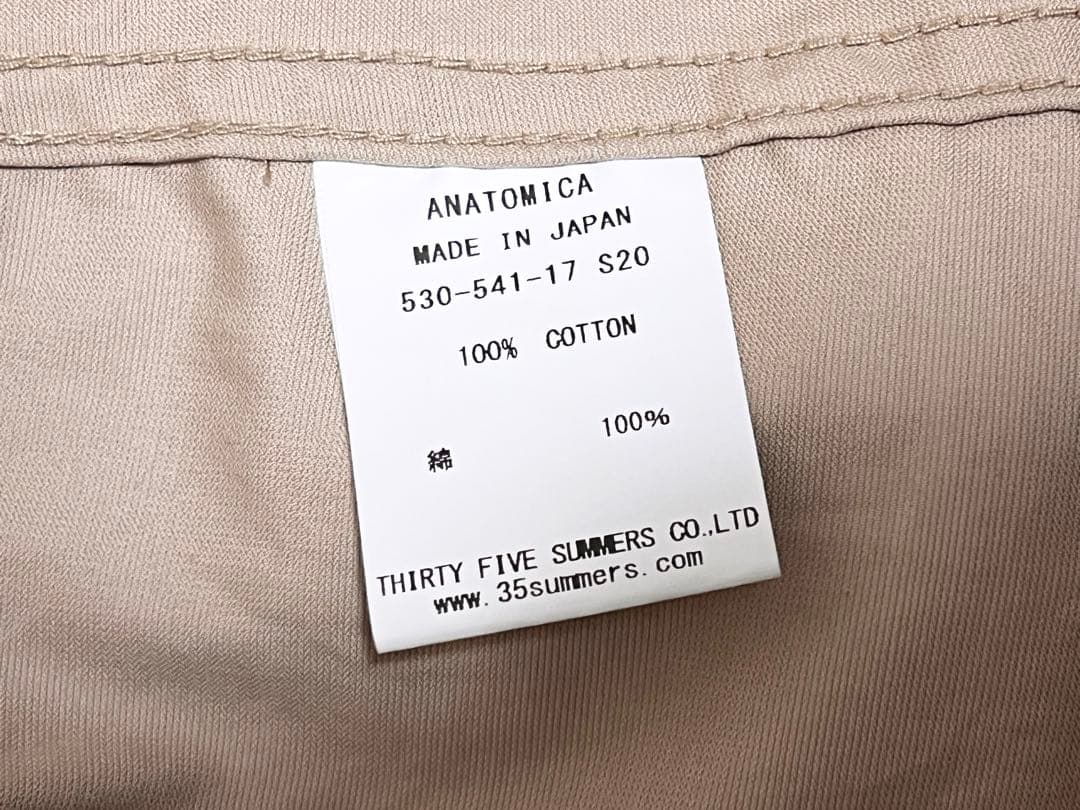 ANATOMICA
MADE IN JAPAN
530-541-17 S20
100% COTTON
綿 100%
THIRTY FIVE SUMMERS CO.,LTD
www.35summers.com